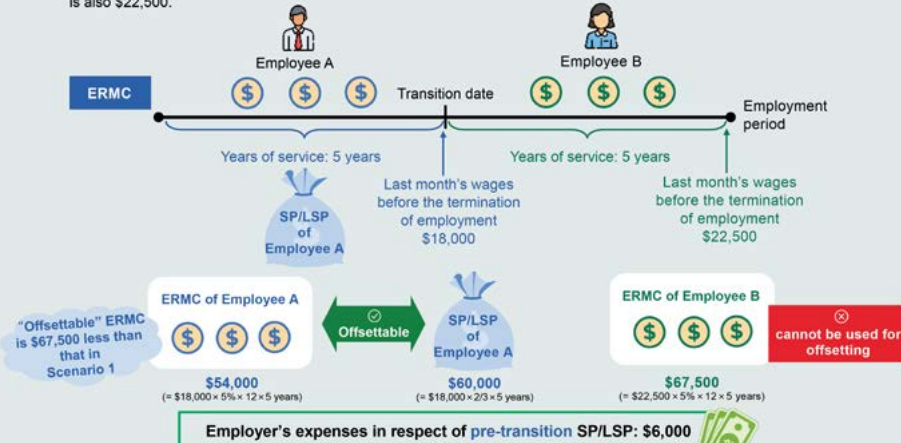 is also $22,500.
Employee A
Employee B
ERMC
$ $ $
Transition date
$ $ $
Employment
period
Years of service: 5 years
Years of service: 5 years
Last month's wages
before the termination
of employment
$18,000
Last month's wages
before the termination
of employment
$22,500
SP/LSP
of
Employee A
"Offsettable" ERMC
is $67,500 less than
that in
Scenario 1
ERMC of Employee A
$ $ $
$54,000
(= $18,000 × 5% × 12 × 5 years)
Offsettable
SP/LSP
of
Employee A
$60,000
(= $18,000 × 2/3 × 5 years)
ERMC of Employee B
$ $ $
$67,500
(= $22,500 × 5% × 12 × 5 years)
cannot be used for
offsetting
Employer's expenses in respect of pre-transition SP/LSP: $6,000